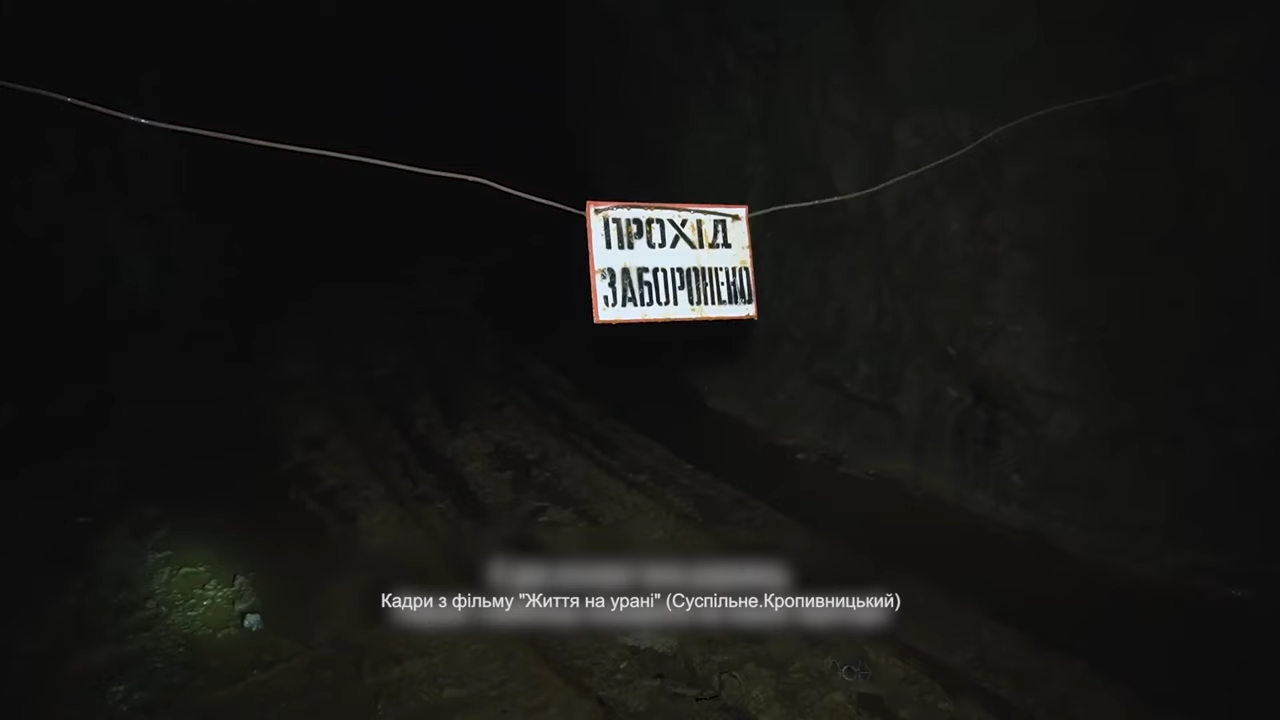 ПРОХІД
ЗАБОРОНЕНО
Кадри з фільму "Життя на урані" (Суспільне.Кропивницький)